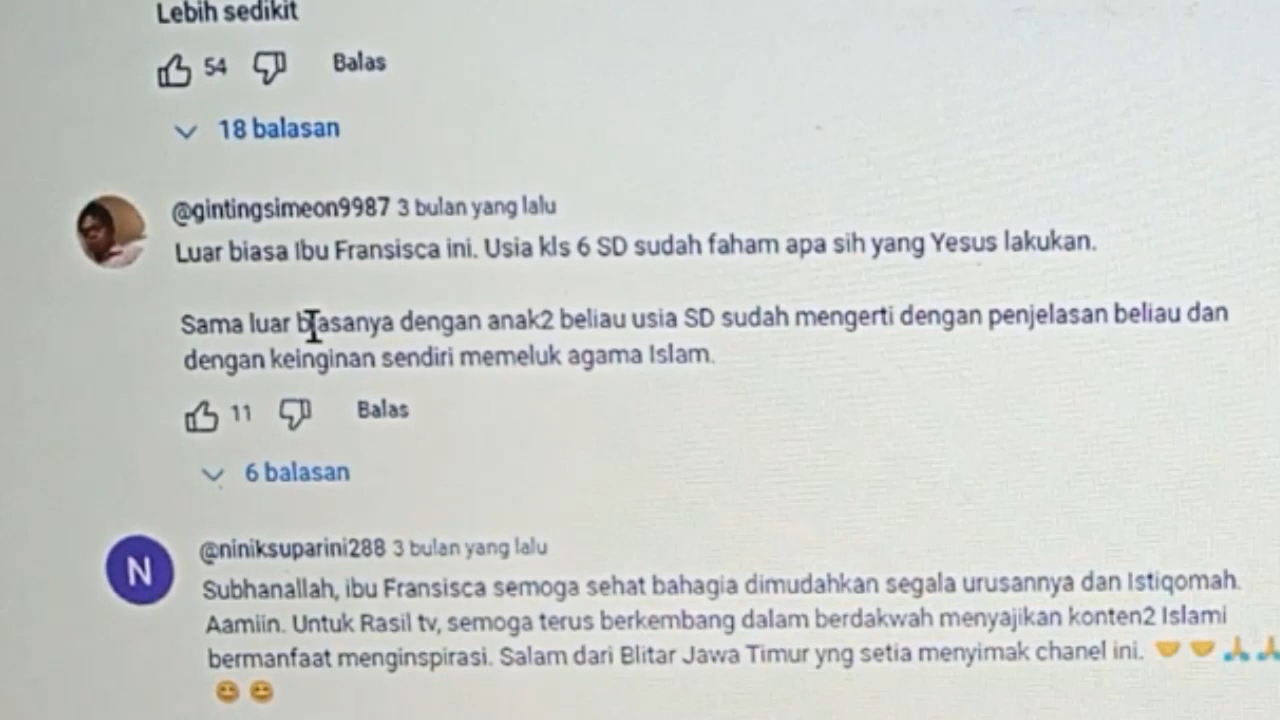 Lebih sedikit
54 Balas
18 balasan
@gintingsimeon9987 3 bulan yang lalu
Luar biasa Ibu Fransisca ini. Usia kls 6 SD sudah faham apa sih yang Yesus lakukan.
Sama luar biasanya dengan anak2 beliau usia SD sudah mengerti dengan penjelasan beliau dan
dengan keinginan sendiri memeluk agama Islam.
11 Balas
6 balasan
N
@niniksuparini288 3 bulan yang lalu
Subhanallah, ibu Fransisca semoga sehat bahagia dimudahkan segala urusannya dan Istiqomah.
Aamiin. Untuk Rasil tv, semoga terus berkembang dalam berdakwah menyajikan konten2 Islami
bermanfaat menginspirasi. Salam dari Blitar Jawa Timur yng setia menyimak chanel ini. 🤝 🤝 🙏 🙏
😊 😊